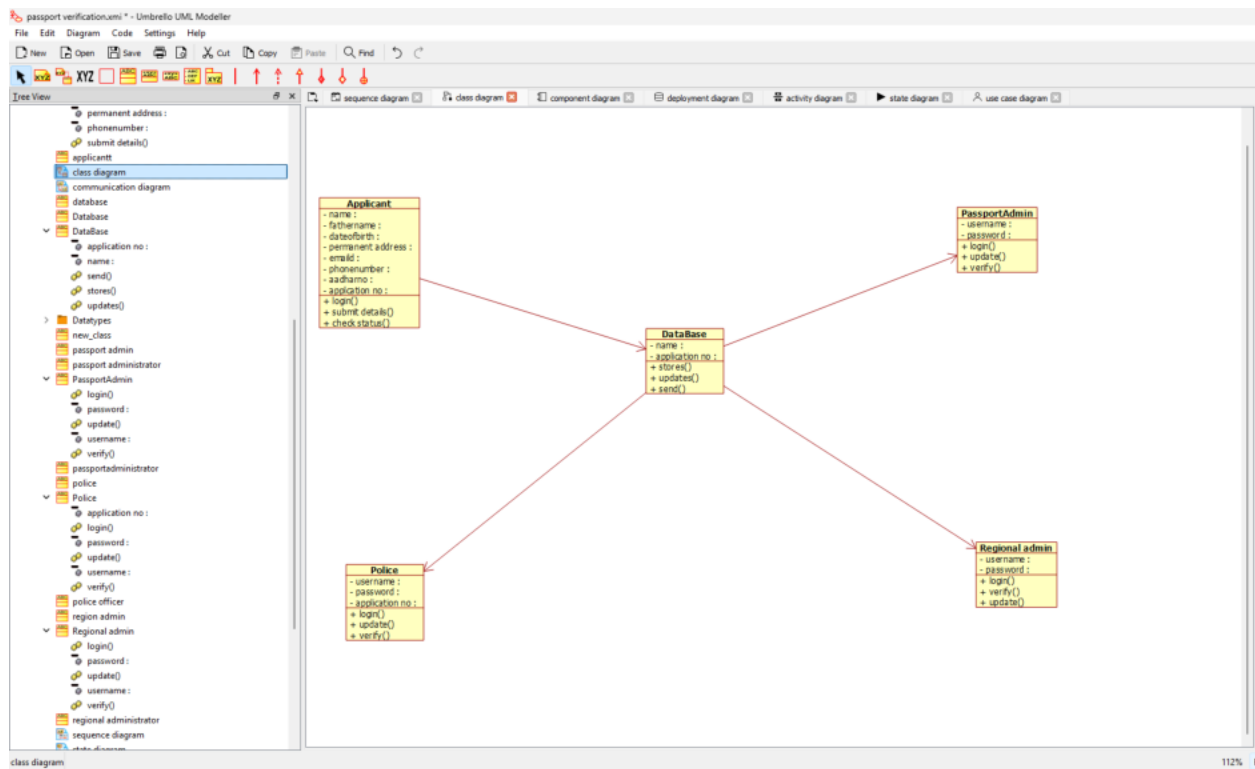 passport verification.xmi * - Umbrello UML Modeller
File Edit Diagram Code Settings Help
New Open Save Cut Copy Paste Find
XYZ
Tree View
sequence diagram class diagram component diagram deployment diagram activity diagram state diagram use case diagram
permanent address :
phonenumber :
submit details()
applicantt
class diagram
communication diagram
database
Database
DataBase
application no :
name :
send()
stores()
updates()
Datatypes
new_class
passport admin
passport administrator
PassportAdmin
login()
password :
update()
username :
verify()
passportadministrator
police
Police
application no :
login()
password :
update()
username :
verify()
police officer
region admin
Regional admin
login()
password :
update()
username :
verify()
regional administrator
sequence diagram
state diagram
Applicant
- name :
- fathername :
- dateofbirth :
- permanent address :
- emaild :
- phonenumber :
- aadharno :
- application no :
+ login()
+ submit details()
+ check status()
PassportAdmin
- username :
- password :
+ login()
+ update()
+ verify()
DataBase
- name :
- application no :
+ stores()
+ updates()
+ send()
Police
- username :
- password :
- application no :
+ login()
+ update()
+ verify()
Regional admin
- username :
- password :
+ login()
+ verify()
+ update()
class diagram
112%